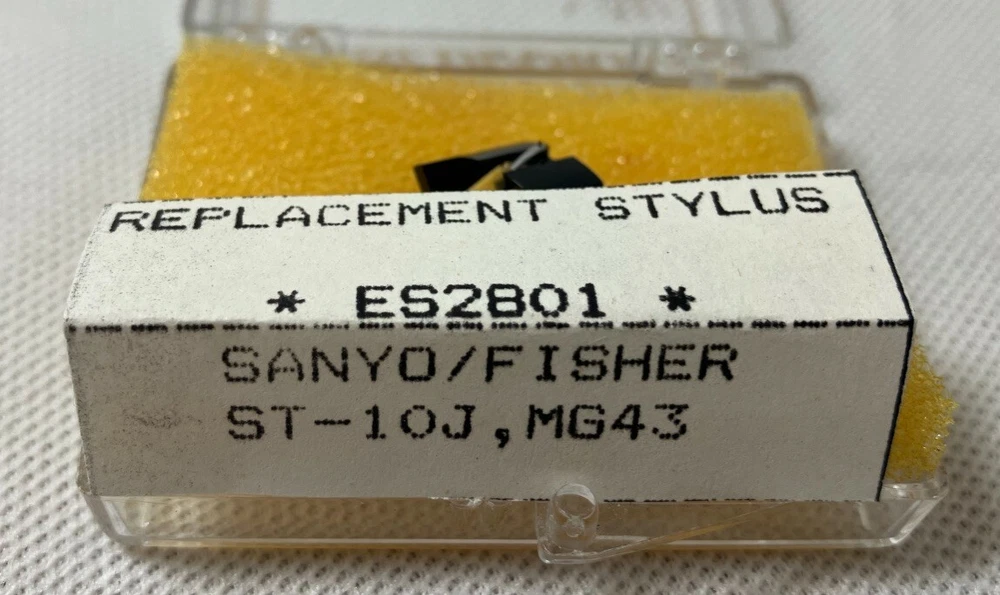 REPLACEMENT STYLUS
* ES2801 *
SANYO/FISHER
ST-10J,MG43